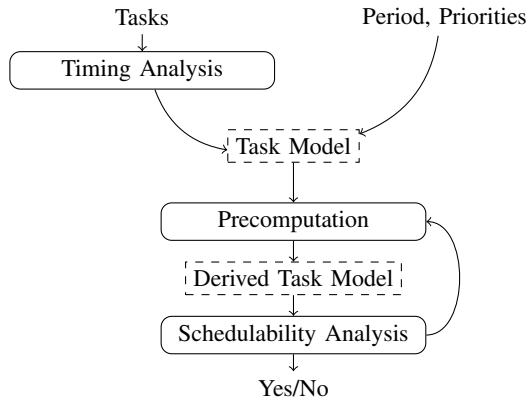 Tasks
Period, Priorities
Timing Analysis
Task Model
Precomputation
Derived Task Model
Schedulability Analysis
Yes/No